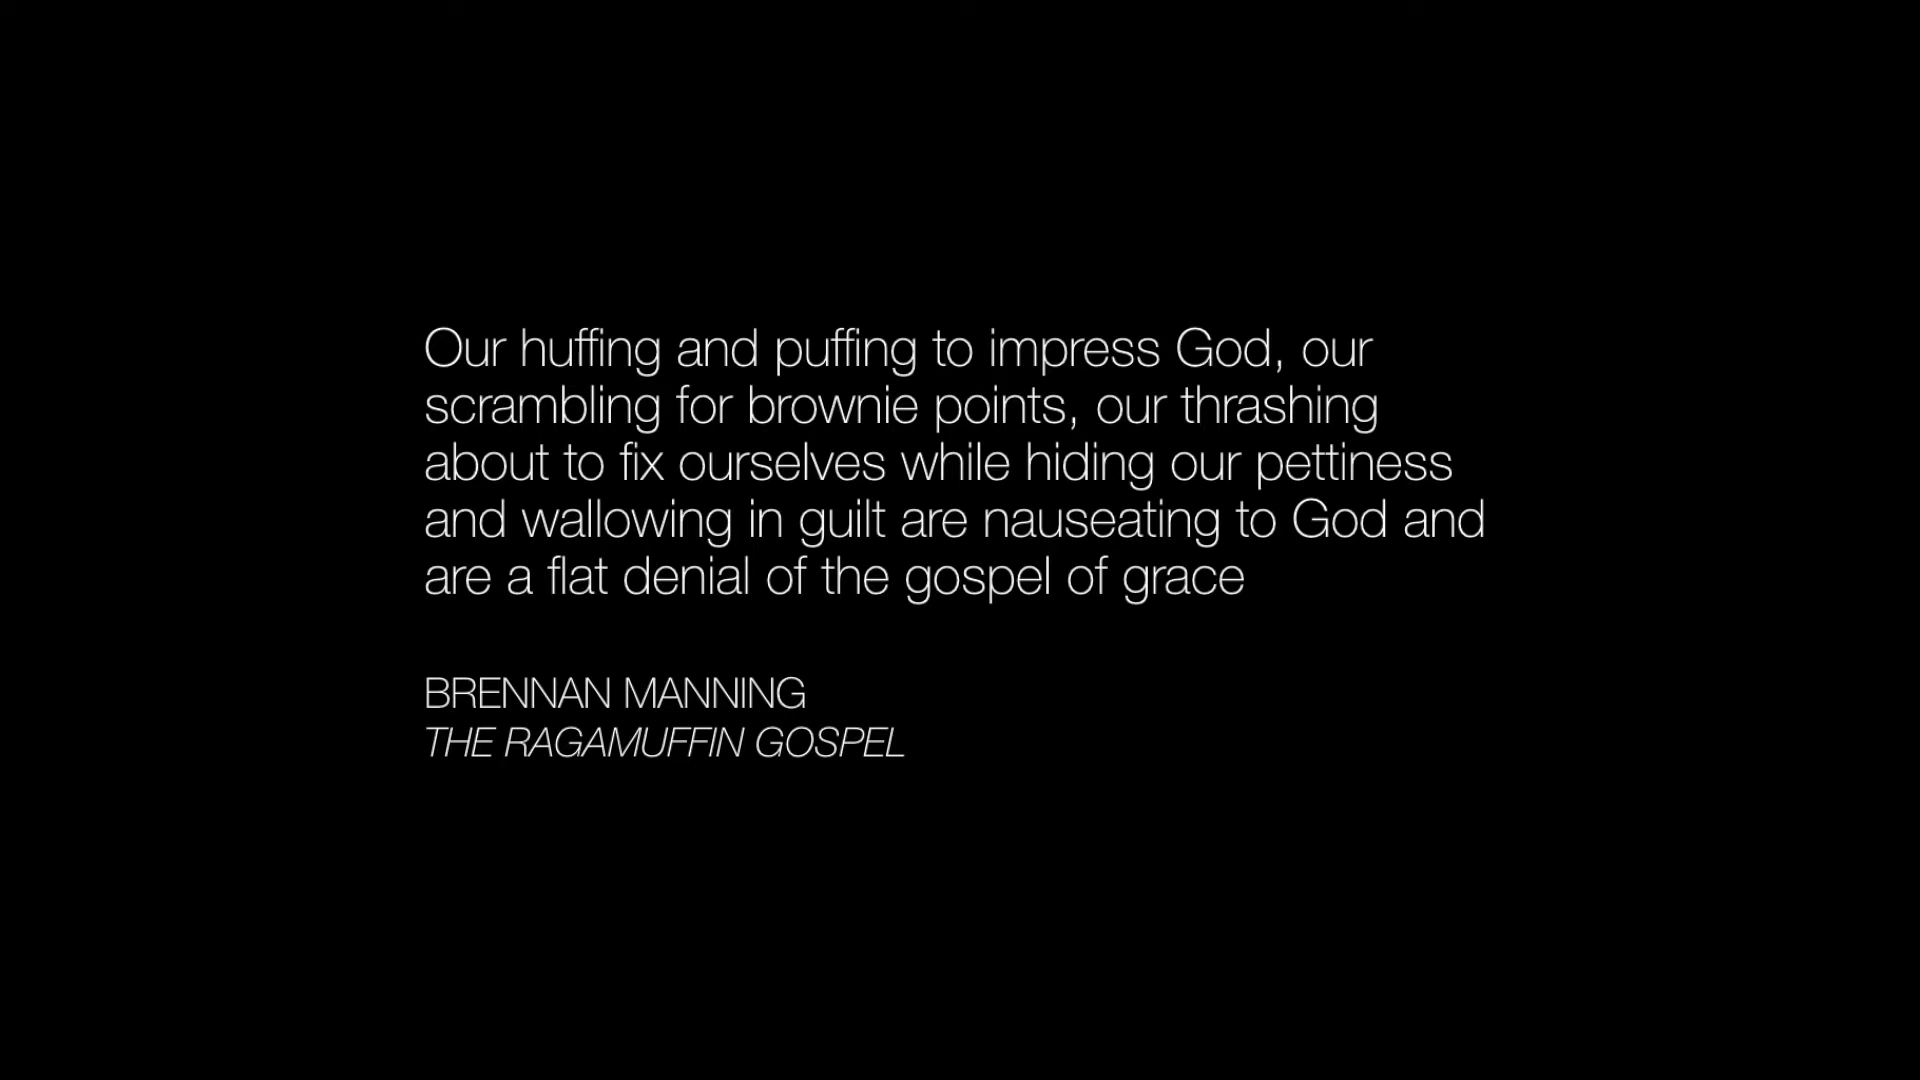 Our huffing and puffing to impress God, our
scrambling for brownie points, our thrashing
about to fix ourselves while hiding our pettiness
and wallowing in guilt are nauseating to God and
are a flat denial of the gospel of grace
BRENNAN MANNING
THE RAGAMUFFIN GOSPEL